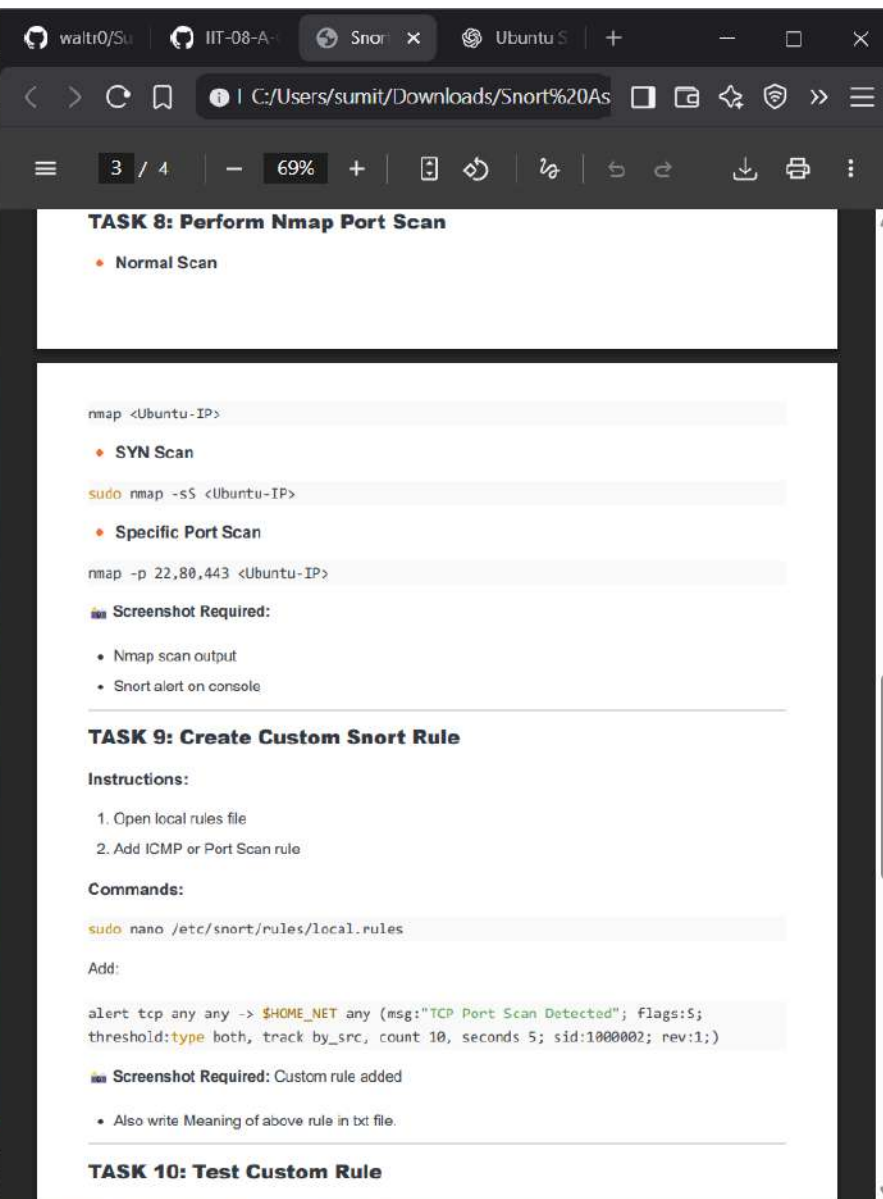 waltr0/Su
IIT-08-A-
Snor
Ubuntu S
C:/Users/sumit/Downloads/Snort%20As
3 / 4
69%
TASK 8: Perform Nmap Port Scan
Normal Scan
nmap <Ubuntu-IP>
SYN Scan
sudo nmap -sS <Ubuntu-IP>
Specific Port Scan
nmap -p 22,80,443 <Ubuntu-IP>
Screenshot Required:
Nmap scan output
Snort alert on console
TASK 9: Create Custom Snort Rule
Instructions:
1. Open local rules file
2. Add ICMP or Port Scan rule
Commands:
sudo nano /etc/snort/rules/local.rules
Add:
alert tcp any any -> $HOME_NET any (msg:"TCP Port Scan Detected"; flags:S;
threshold:type both, track by_src, count 10, seconds 5; sid:1000002; rev:1;)
Screenshot Required: Custom rule added
Also write Meaning of above rule in txt file.
TASK 10: Test Custom Rule